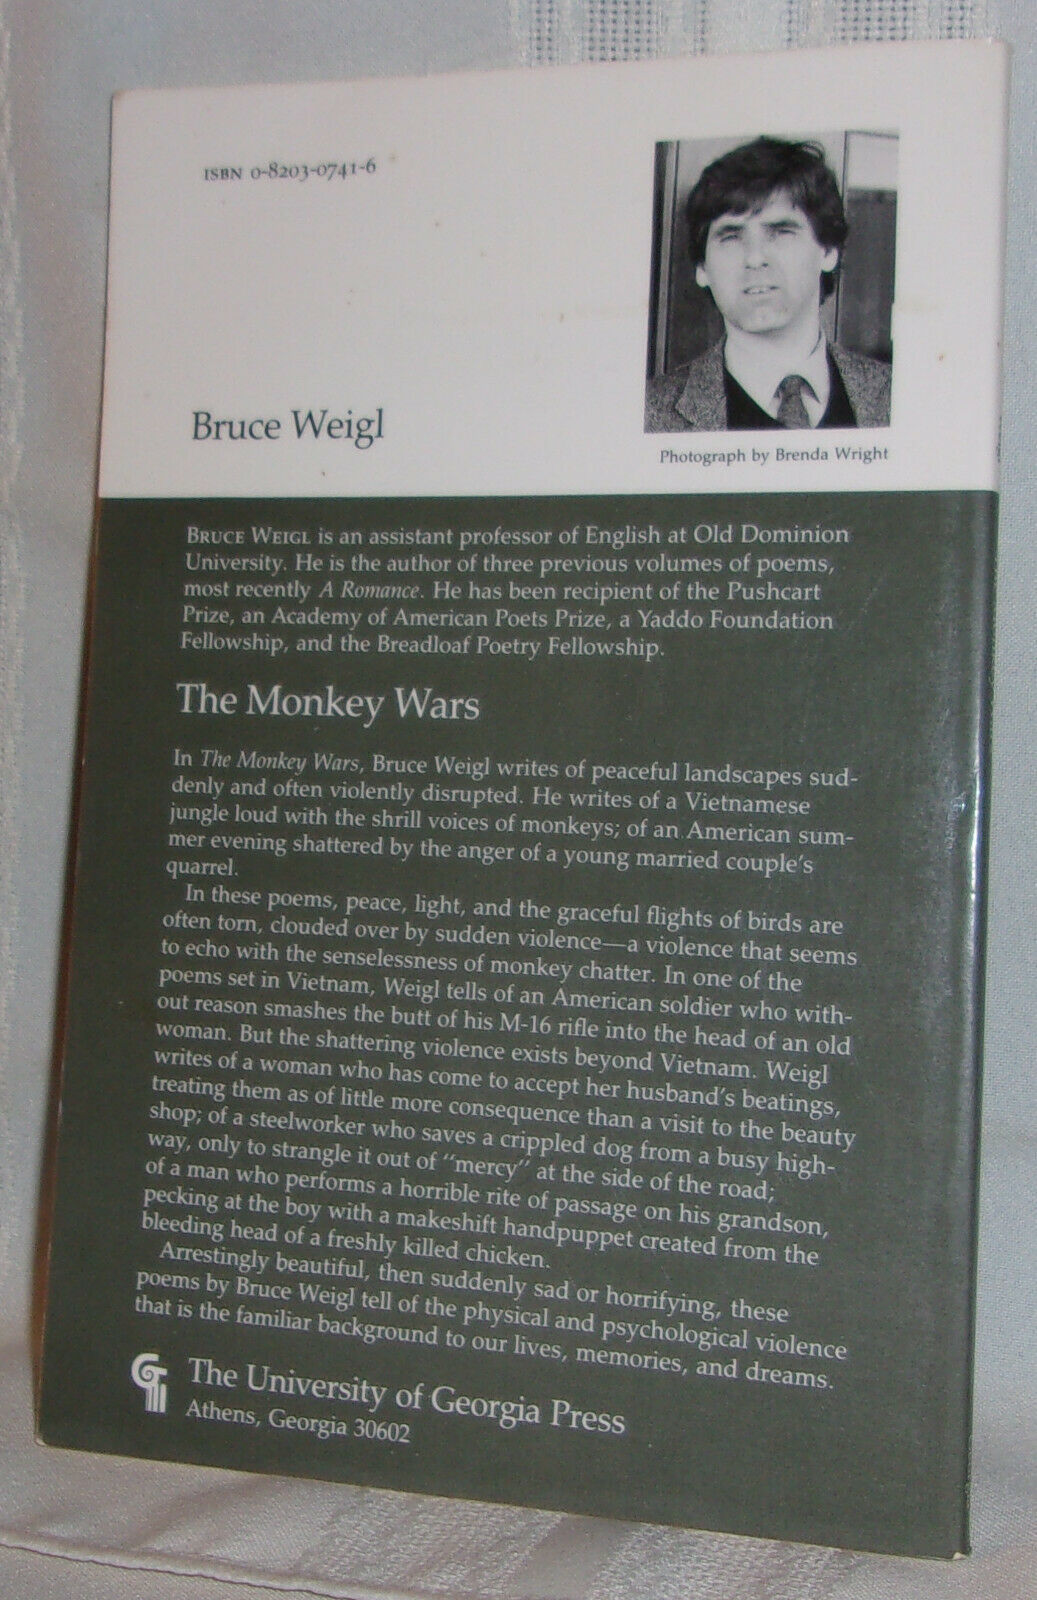 ISBN 0-8203-0741-6
Bruce Weigl
Photograph by Brenda Wright
BRUCE WEIGL is an assistant professor of English at Old Dominion
University. He is the author of three previous volumes of poems,
most recently A Romance. He has been recipient of the Pushcart
Prize, an Academy of American Poets Prize, a Yaddo Foundation
Fellowship, and the Breadloaf Poetry Fellowship.
The Monkey Wars
In The Monkey Wars, Bruce Weigl writes of peaceful landscapes sud-
denly and often violently disrupted. He writes of a Vietnamese
jungle loud with the shrill voices of monkeys; of an American sum-
mer evening shattered by the anger of a young married couple's
quarrel.
In these poems, peace, light, and the graceful flights of birds are
often torn, clouded over by sudden violence—a violence that seems
to echo with the senselessness of monkey chatter. In one of the
poems set in Vietnam, Weigl tells of an American soldier who with-
out reason smashes the butt of his M-16 rifle into the head of an old
woman. But the shattering violence exists beyond Vietnam. Weigl
writes of a woman who has come to accept her husband's beatings,
treating them as of little more consequence than a visit to the beauty
shop; of a steelworker who saves a crippled dog from a busy high-
way, only to strangle it out of "mercy" at the side of the road;
of a man who performs a horrible rite of passage on his grandson,
pecking at the boy with a makeshift handpuppet created from the
bleeding head of a freshly killed chicken.
Arrestingly beautiful, then suddenly sad or horrifying, these
poems by Bruce Weigl tell of the physical and psychological violence
that is the familiar background to our lives, memories, and dreams.
The University of Georgia Press
Athens, Georgia 30602